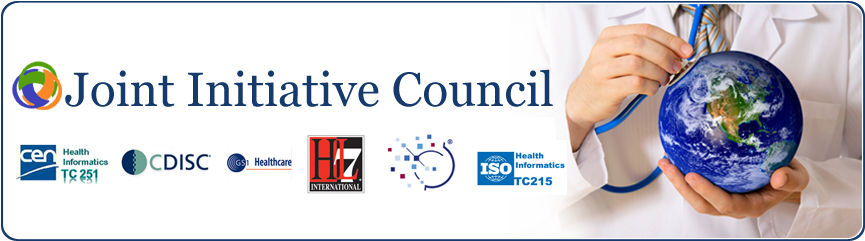 Joint Initiative Council
cen
Health
Informatics
TC 251
CDISC
GS1 Healthcare
HL7
INTERNATIONAL
®
ISO
Health
Informatics
TC215